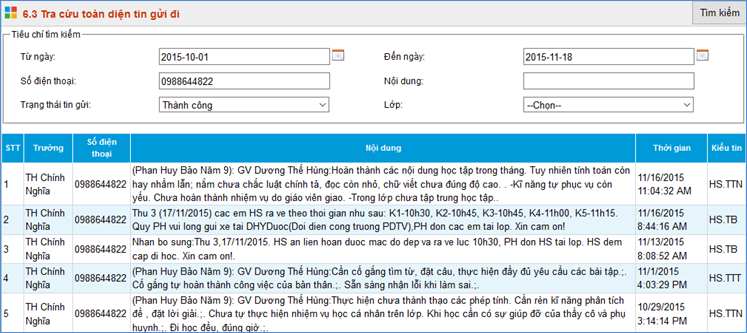 6.3 Tra cứu toàn diện tin gửi đi
Tìm kiếm
Tiêu chí tìm kiếm
Từ ngày: 2015-10-01 Đến ngày: 2015-11-18
Số điện thoại: 0988644822 Nội dung:
Trạng thái tin gửi: Thành công Lớp: --Chọn--
STT Trường Số điện thoại Nội dung Thời gian Kiểu tin
1 TH Chính Nghĩa 0988644822
(Phan Huy Bảo Năm 9): GV Dương Thế Hùng:Hoàn thành các nội dung học tập trong tháng. Tuy nhiên tính toán còn
hay nhầm lẫn; nắm chưa chắc luật chính tả, đọc còn nhỏ, chữ viết chưa đúng độ cao. . -Kĩ năng tự phục vụ còn
yếu. Chưa hoàn thành nhiệm vụ do giáo viên giao. -Trong lớp chưa tập trung học tập..
11/16/2015 11:04:32 AM HS.TTN
2 TH Chính Nghĩa 0988644822
Thu 3 (17/11/2015) cac em HS ra ve theo thoi gian nhu sau: K1-10h30, K2-10h45, K3-10h45, K4-11h00, K5-11h15.
Quy PH vui long gui xe tai DHYDuoc(Doi dien cong truong PDTV),PH don cac em tai lop. Xin cam on!.
11/16/2015 8:44:16 AM HS.TB
3 TH Chính Nghĩa 0988644822
Nhan bo sung:Thu 3,17/11/2015. HS an lien hoan duoc mac do dep va ra ve luc 10h30, PH don HS tai lop. HS dem
cap di hoc. Xin cam on!.
11/13/2015 8:08:52 AM HS.TB
4 TH Chính Nghĩa 0988644822
(Phan Huy Bảo Năm 9): GV Dương Thế Hùng:Cần cố gắng tìm từ, đặt câu, thực hiện đầy đủ yêu cầu các bài tập.;.
Cố gắng tự hoàn thành công việc của bản thân.;. Sẵn sàng nhận lỗi khi làm sai.;.
11/1/2015 4:03:29 PM HS.TTT
5 TH Chính Nghĩa 0988644822
(Phan Huy Bảo Năm 9): GV Dương Thế Hùng:Thực hiện chưa thành thạo các phép tính. Cần rèn kĩ năng phân tích
đề , đặt lời giải.;. Chưa tự thực hiện nhiệm vụ học cá nhân trên lớp. Khi học cần có sự giúp đỡ của thầy cô và phụ
huynh.;. Đi học đều, đúng giờ.;.
10/29/2015 3:14:14 PM HS.TTN